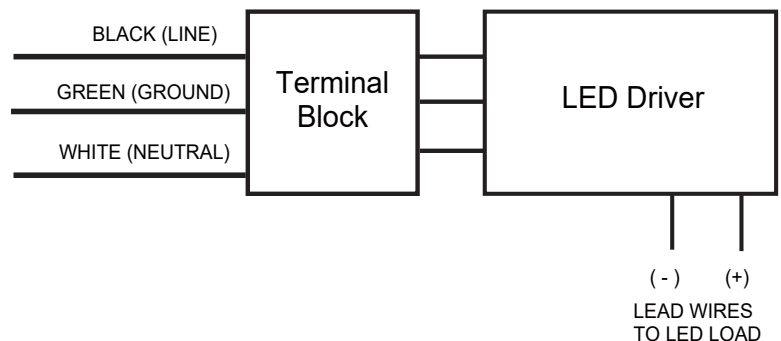 BLACK (LINE)
GREEN (GROUND)
WHITE (NEUTRAL)
Terminal
Block
LED Driver
( - ) (+)
LEAD WIRES
TO LED LOAD